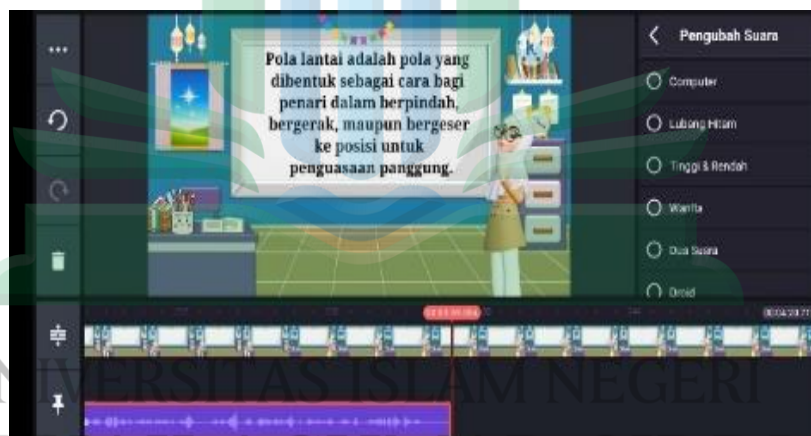 Pengubah Suara
Pola lantai adalah pola yang
dibentuk sebagai cara bagi
penari dalam berpindah,
bergerak, maupun bergeser
ke posisi untuk
penguasaan panggung.
Computer
Lubang Hitam
Tinggi & Rendah
Wanita
Dua Suara
Droid
UNIVERSITAS ISLAM NEGERI